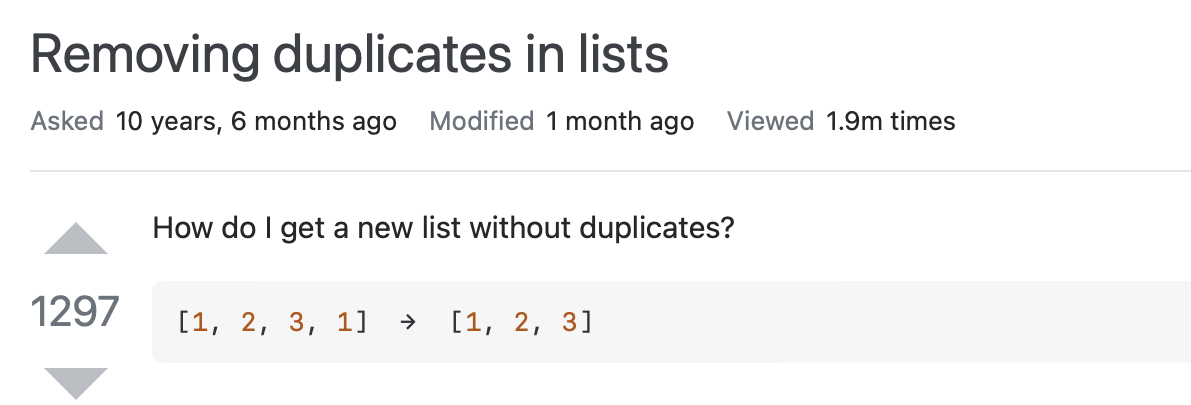 Removing duplicates in lists
Asked 10 years, 6 months ago Modified 1 month ago Viewed 1.9m times
How do I get a new list without duplicates?
1297
[1, 2, 3, 1] → [1, 2, 3]